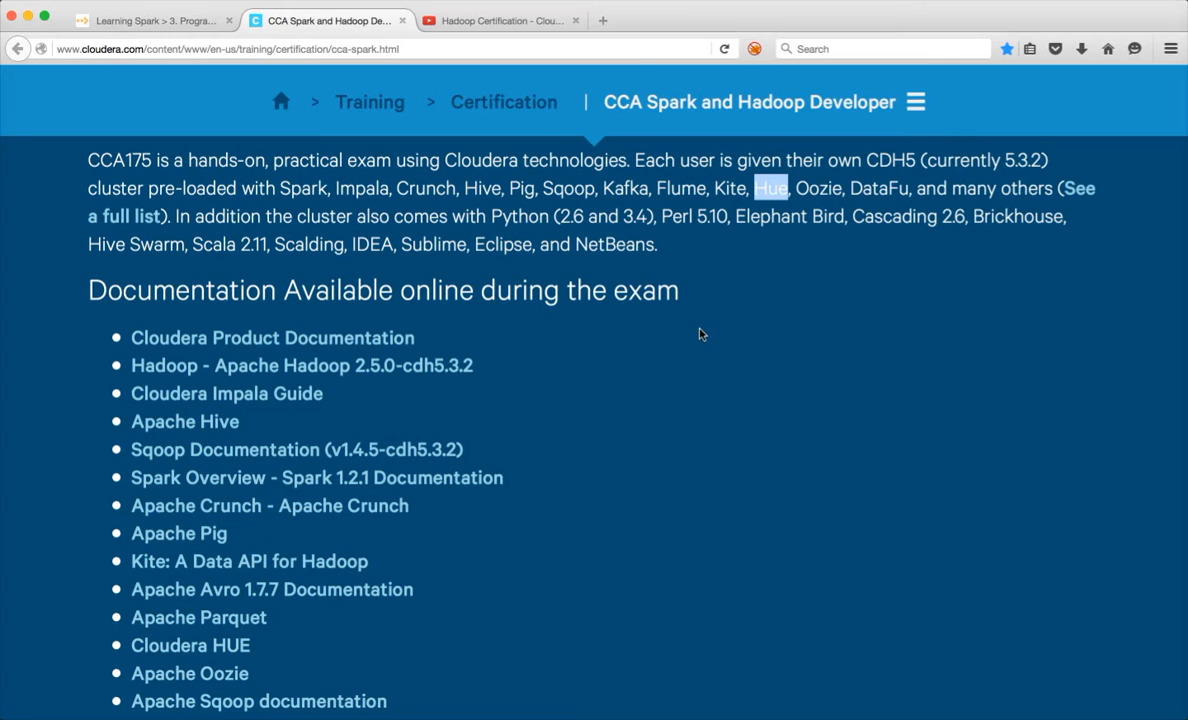 Learning Spark > 3. Progra...
CCA Spark and Hadoop De...
Hadoop Certification - Clou...
www.cloudera.com/content/www/en-us/training/certification/cca-spark.html
Search
> Training > Certification | CCA Spark and Hadoop Developer
CCA175 is a hands-on, practical exam using Cloudera technologies. Each user is given their own CDH5 (currently 5.3.2)
cluster pre-loaded with Spark, Impala, Crunch, Hive, Pig, Sqoop, Kafka, Flume, Kite, Hue, Oozie, DataFu, and many others (See
a full list). In addition the cluster also comes with Python (2.6 and 3.4), Perl 5.10, Elephant Bird, Cascading 2.6, Brickhouse,
Hive Swarm, Scala 2.11, Scalding, IDEA, Sublime, Eclipse, and NetBeans.
Documentation Available online during the exam
Cloudera Product Documentation
Hadoop - Apache Hadoop 2.5.0-cdh5.3.2
Cloudera Impala Guide
Apache Hive
Sqoop Documentation (v1.4.5-cdh5.3.2)
Spark Overview - Spark 1.2.1 Documentation
Apache Crunch - Apache Crunch
Apache Pig
Kite: A Data API for Hadoop
Apache Avro 1.7.7 Documentation
Apache Parquet
Cloudera HUE
Apache Oozie
Apache Sqoop documentation